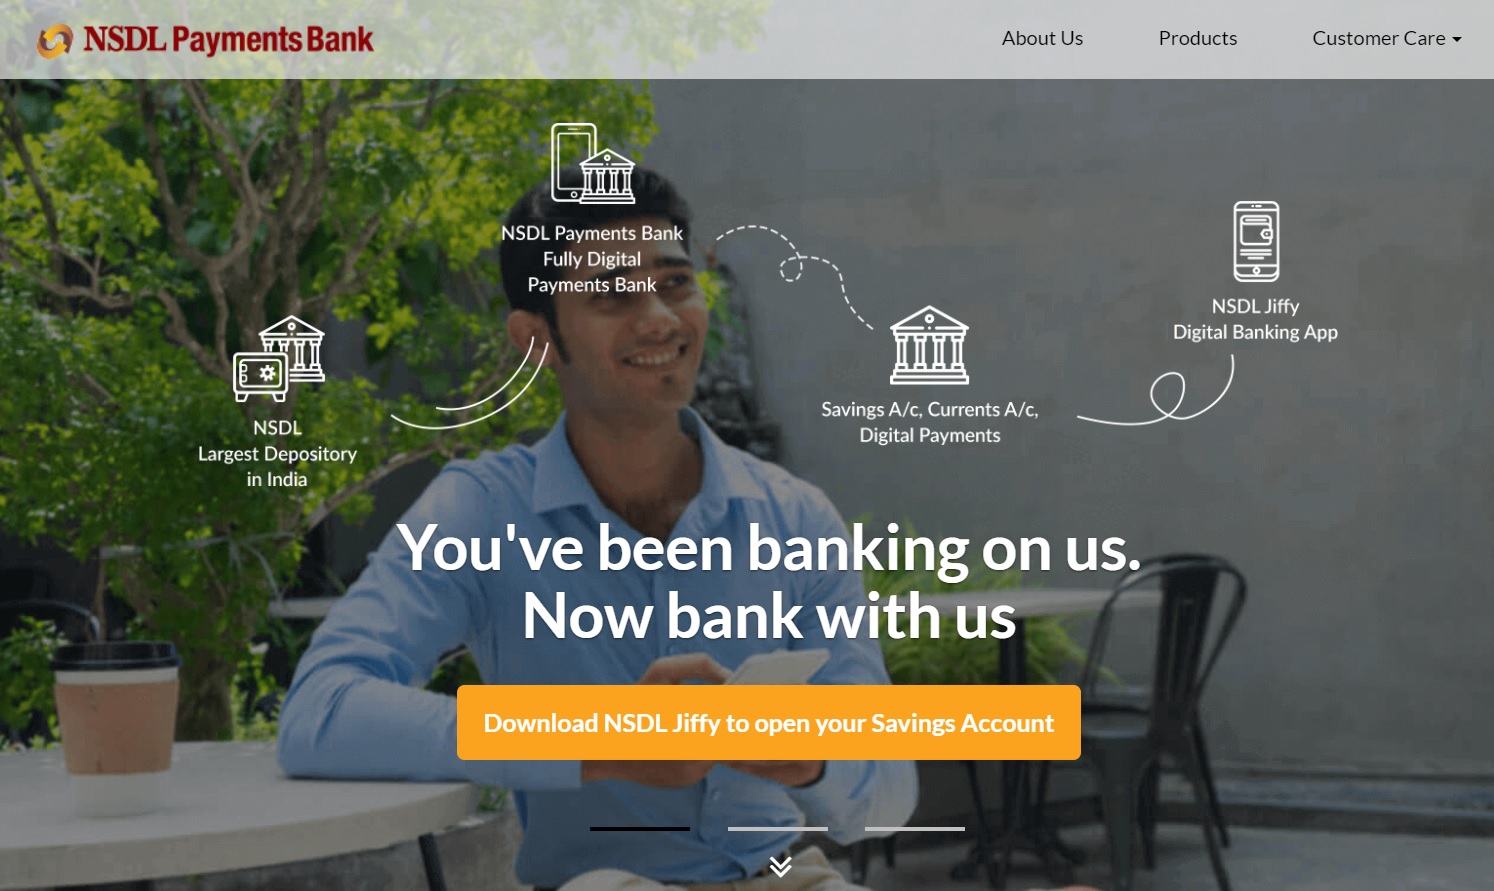 NSDL Payments Bank
About Us
Products
Customer Care
NSDL Payments Bank
Fully Digital
Payments Bank
NSDL Jiffy
Digital Banking App
Savings A/c, Currents A/c,
Digital Payments
NSDL
Largest Depository
in India
You've been banking on us.
Now bank with us
Download NSDL Jiffy to open your Savings Account